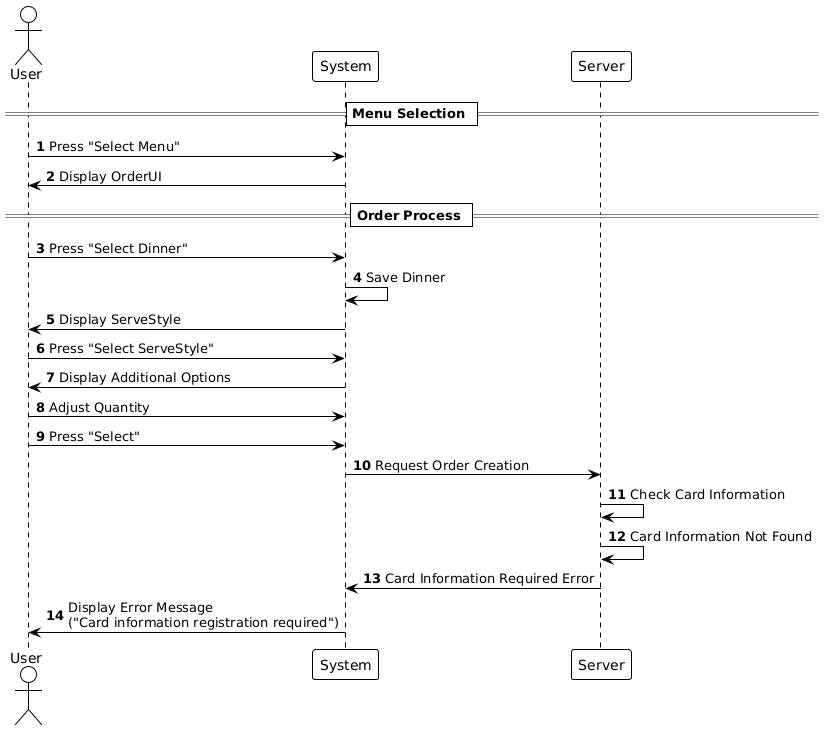 User
System
Server
Menu Selection
1 Press "Select Menu"
2 Display OrderUI
Order Process
3 Press "Select Dinner"
4 Save Dinner
5 Display ServeStyle
6 Press "Select ServeStyle"
7 Display Additional Options
8 Adjust Quantity
9 Press "Select"
10 Request Order Creation
11 Check Card Information
12 Card Information Not Found
13 Card Information Required Error
14 Display Error Message
("Card information registration required")
User
System
Server